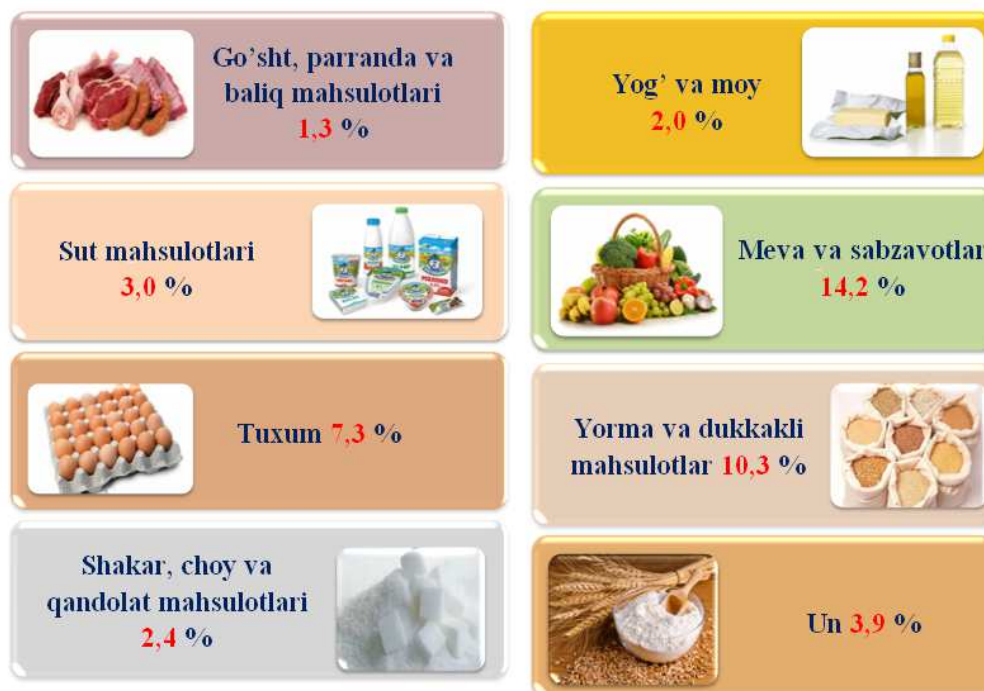 Go’sht, parranda va
baliq mahsulotlari
1,3 %
Yog’ va moy
2,0 %
Sut mahsulotlari
3,0 %
Meva va sabzavotlar
14,2 %
Tuxum 7,3 %
Yorma va dukkakli
mahsulotlar 10,3 %
Shakar, choy va
qandolat mahsulotlari
2,4 %
Un 3,9 %